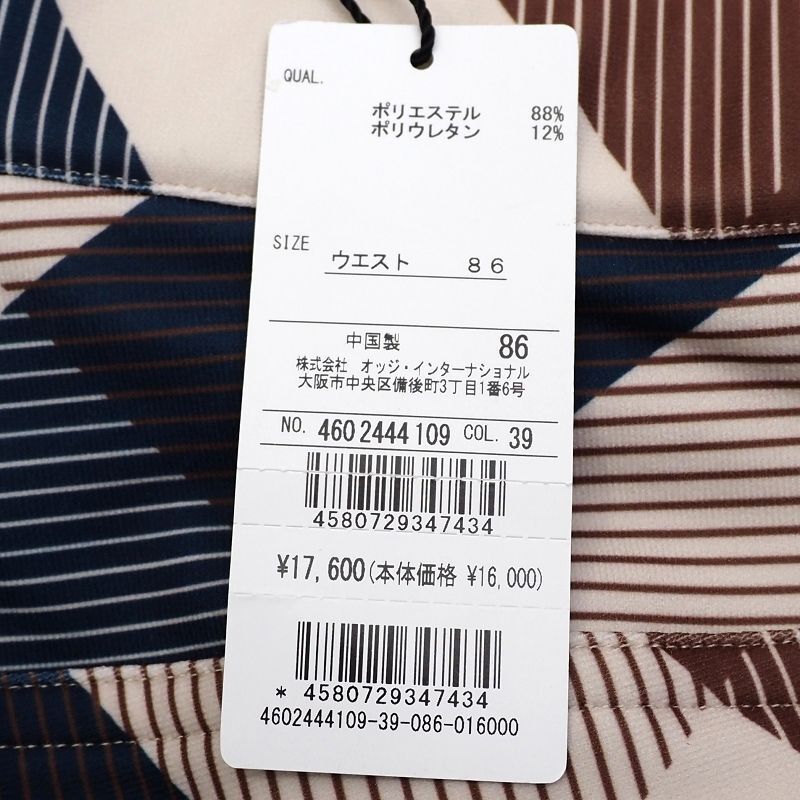 QUAL.
ポリエステル 88%
ポリウレタン 12%
SIZE
ウエスト 86
中国製 86
株式会社 オッジ・インターナショナル
大阪市中央区備後町3丁目1番6号
NO. 4602444109 COL. 39
4580729347434
¥17,600(本体価格 ¥16,000)
* 4580729347434
4602444109-39-086-016000